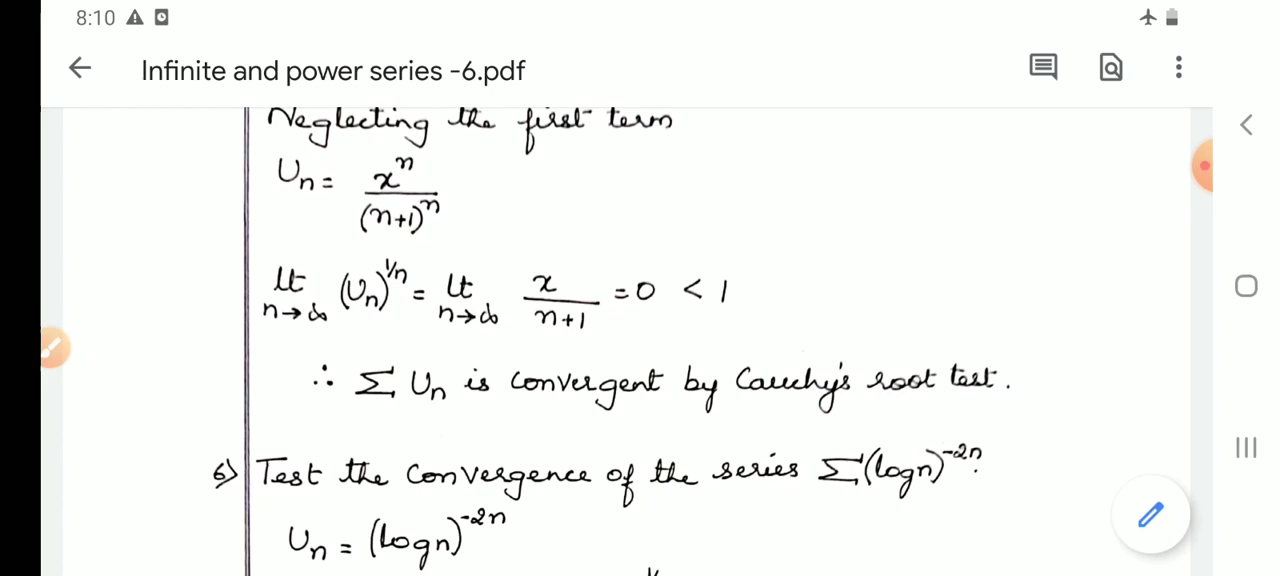 8:10
Infinite and power series -6.pdf
Neglecting the first term
Un = x^n / (n+1)^n
lt n→∞ (Un)^1/n = lt n→∞ x / n+1 = 0 < 1
∴ Σ Un is convergent by Cauchy's root test.
6) Test the convergence of the series Σ(logn)^-2n.
Un = (logn)^-2n